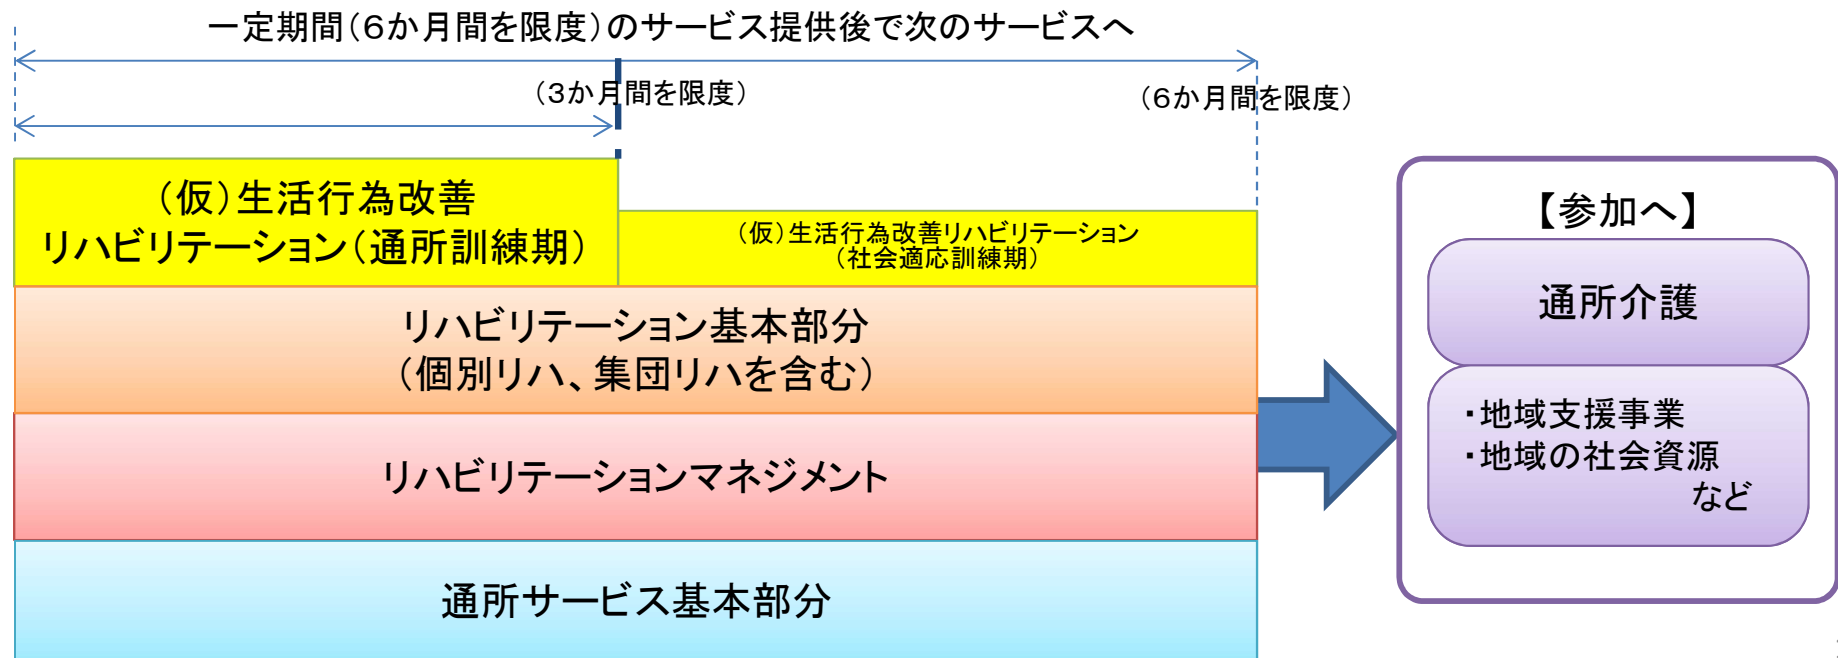 一定期間(6か月間を限度)のサービス提供後で次のサービスへ
(3か月間を限度)
(6か月間を限度)
(仮)生活行為改善
リハビリテーション(通所訓練期)
(仮)生活行為改善リハビリテーション
(社会適応訓練期)
リハビリテーション基本部分
(個別リハ、集団リハを含む)
リハビリテーションマネジメント
通所サービス基本部分
【参加へ】
通所介護
・地域支援事業
・地域の社会資源
など